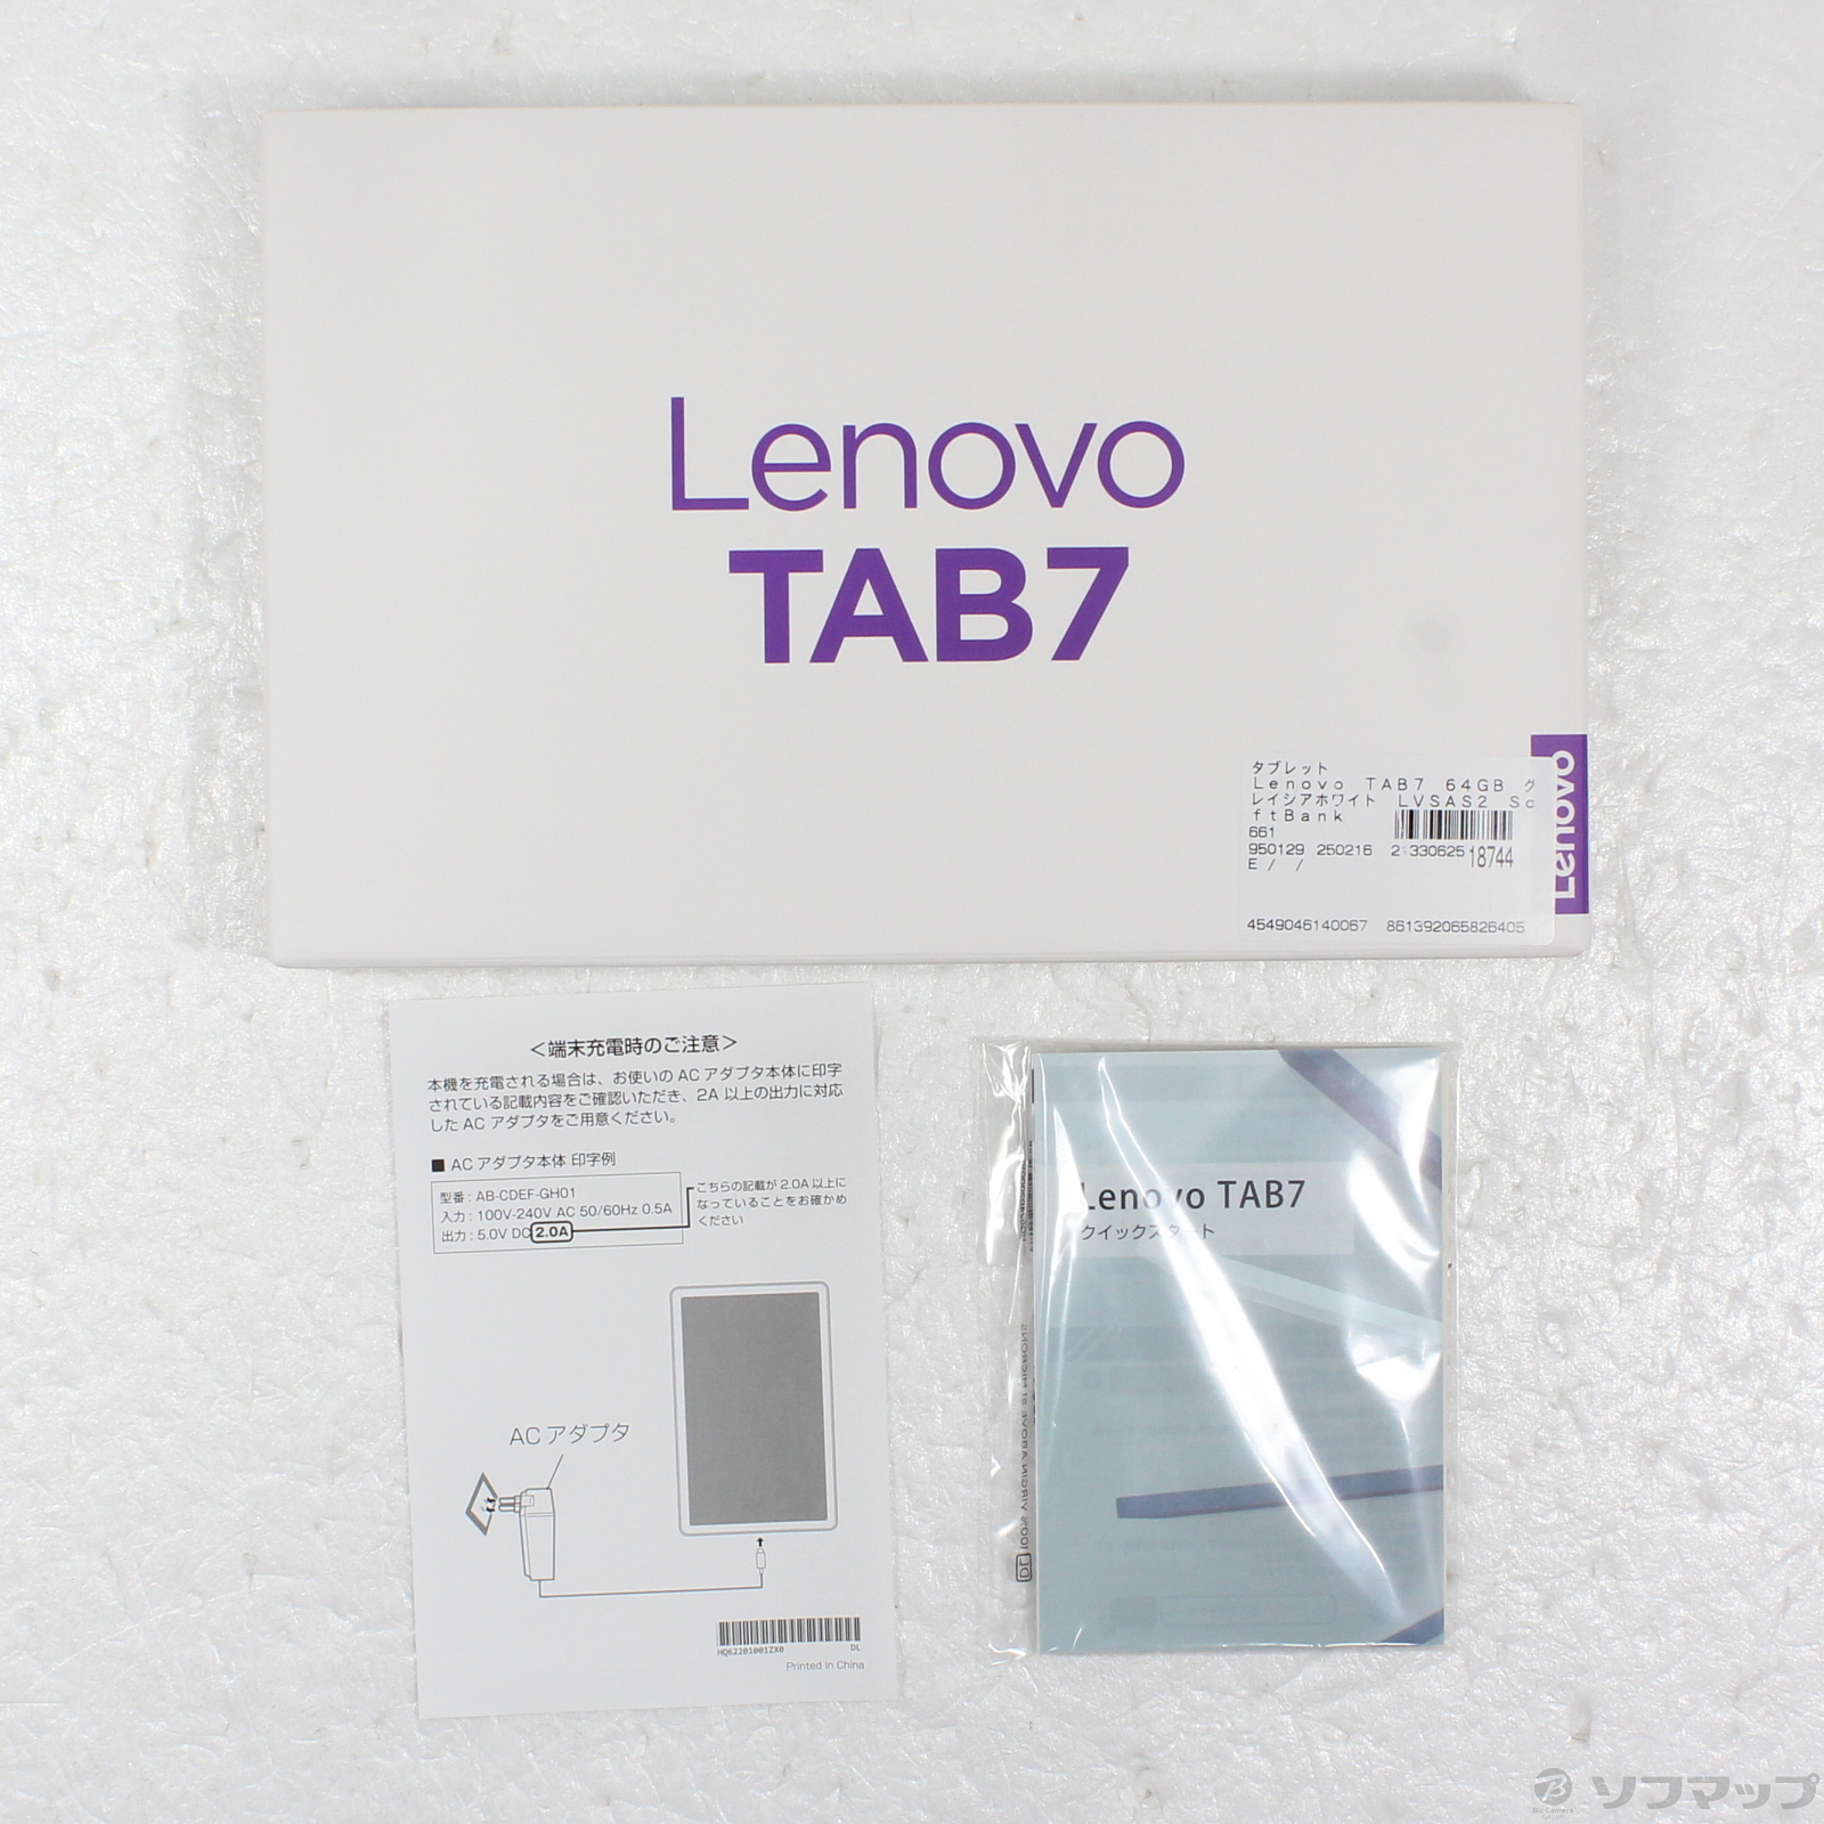 Lenovo
TAB7
Lenovo
タブレット
Lenovo TAB7 64GB グ
レイシアホワイト LVSAS2 So
ftBank
661
950129 250216 21330625 18744
E / /
4549046140067 861392065826405
＜端末充電時のご注意＞
本機を充電される場合は、お使いの AC アダプタ本体に印字
されている記載内容をご確認いただき、2A 以上の出力に対応
した AC アダプタをご用意ください。
■ AC アダプタ本体 印字例
型番 : AB-CDEF-GH01
入力 : 100V-240V AC 50/60Hz 0.5A
出力 : 5.0V DC 2.0A
こちらの記載が 2.0A 以上に
なっていることをお確かめ
ください
AC アダプタ
HQ62201001ZX0 DL
Printed in China
Lenovo TAB7
クイックスタート
DL 100% VIRGIN ABOVE 15 MICRONS
BicCamera
GROUP
ソフマップ